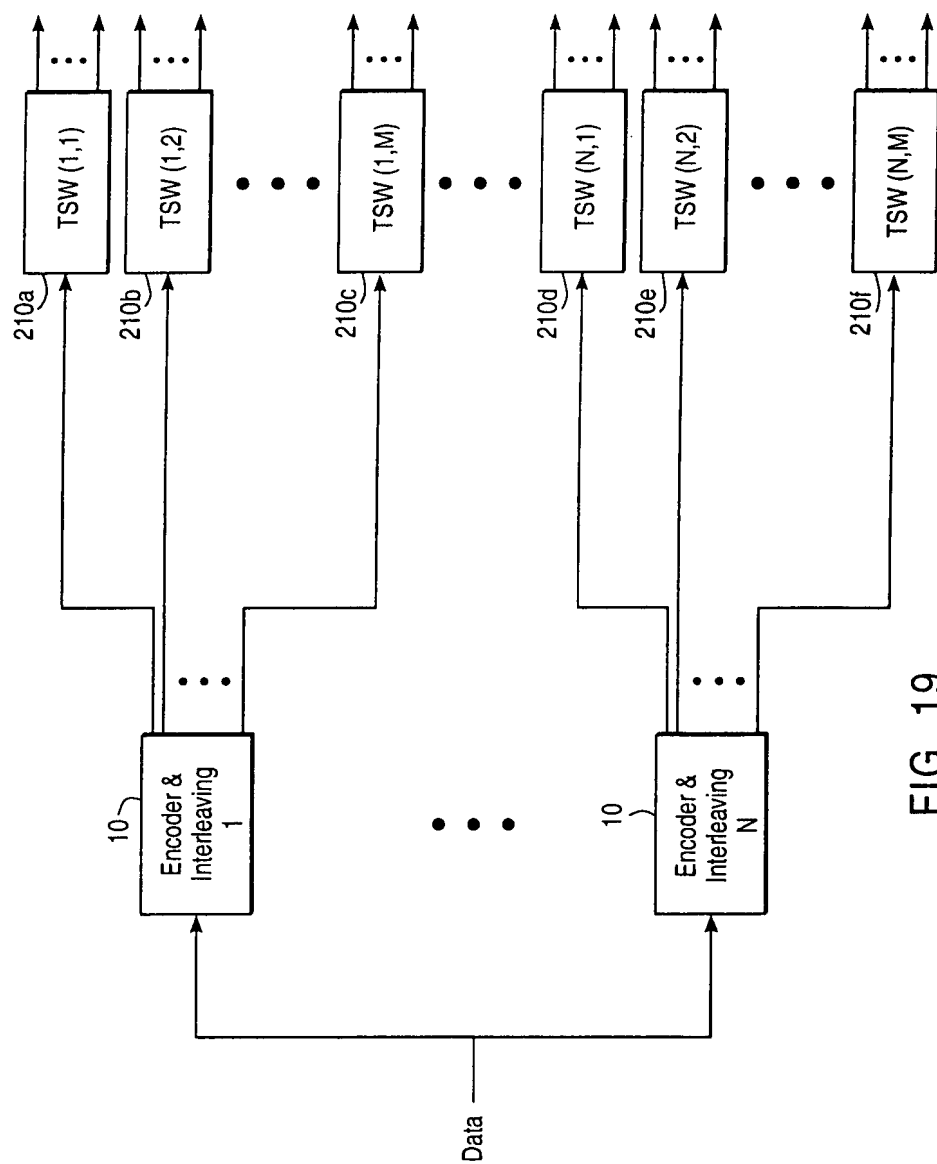 Data
10
Encoder &
Interleaving
1
10
Encoder &
Interleaving
N
210a
TSW (1,1)
210b
TSW (1,2)
210c
TSW (1,M)
210d
TSW (N,1)
210e
TSW (N,2)
210f
TSW (N,M)
FIG. 19